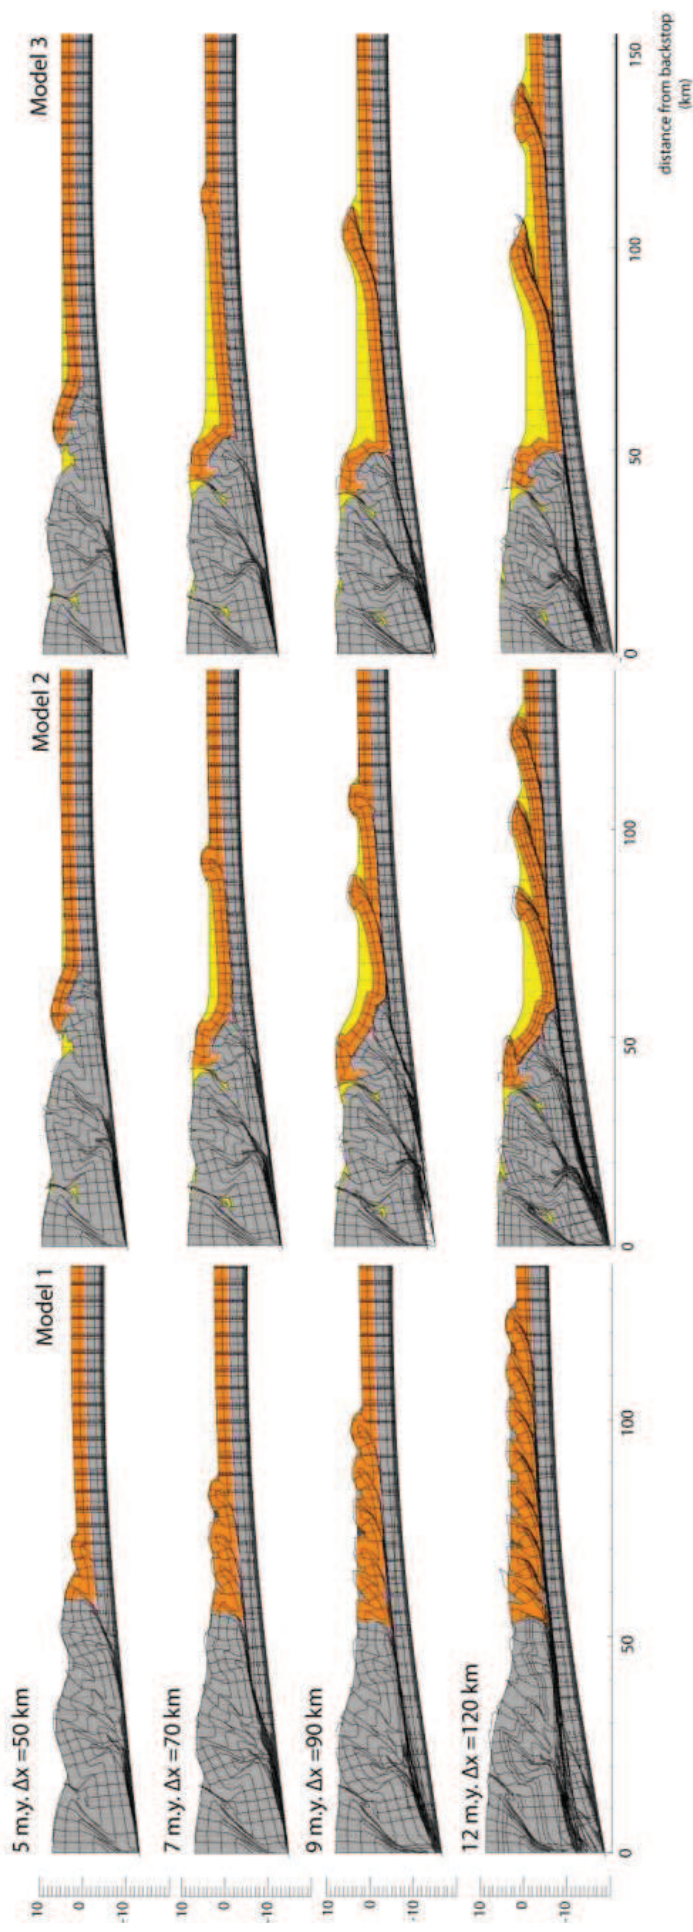 Model 1
5 m.y. Δx =50 km
7 m.y. Δx =70 km
9 m.y. Δx =90 km
12 m.y. Δx =120 km
10
0
-10
10
0
-10
10
0
-10
10
0
-10
0
50
100
Model 2
0
50
100
Model 3
0
50
100
150
distance from backstop
(km)